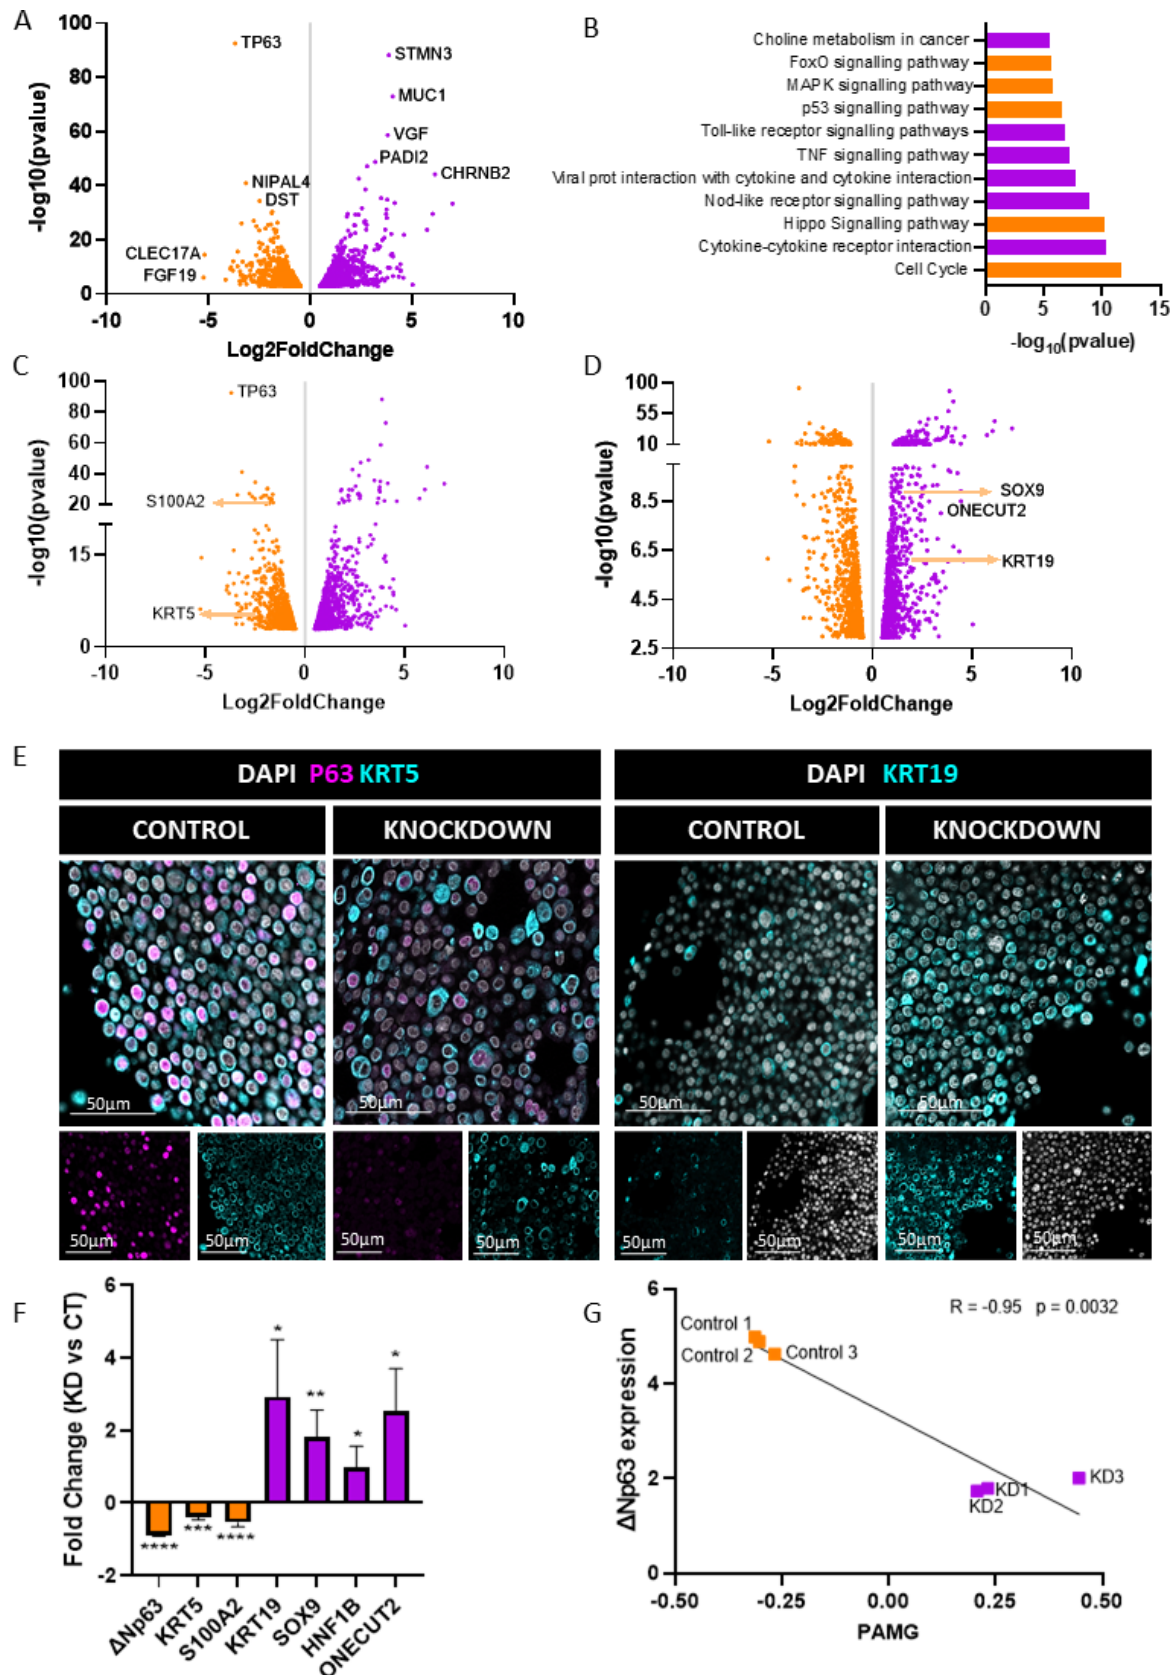 A
100
80
60
40
20
0
-log10(pvalue)
TP63
STMN3
MUC1
VGF
PADI2
CHRNB2
NIPAL4
DST
CLEC17A
FGF19
-10
-5
0
5
10
Log2FoldChange
B
Choline metabolism in cancer
FoxO signalling pathway
MAPK signalling pathway
p53 signalling pathway
Toll-like receptor signalling pathways
TNF signalling pathway
Viral prot interaction with cytokine and cytokine interaction
Nod-like receptor signalling pathway
Hippo Signalling pathway
Cytokine-cytokine receptor interaction
Cell Cycle
0
5
10
15
-log10(pvalue)
C
100
80
60
40
20
15
0
-log10(pvalue)
TP63
S100A2
KRT5
-10
-5
0
5
10
Log2FoldChange
D
100
55
10
8.5
6.5
4.5
2.5
-log10(pvalue)
SOX9
ONECUT2
KRT19
-10
-5
0
5
10
Log2FoldChange
E
DAPI P63 KRT5
DAPI KRT19
CONTROL
KNOCKDOWN
CONTROL
KNOCKDOWN
50µm
50µm
50µm
50µm
50µm
50µm
50µm
50µm
50µm
50µm
50µm
50µm
F
6
4
2
0
-2
Fold Change (KD vs CT)
****
***
****
*
**
*
*
ΔNp63
KRT5
S100A2
KRT19
SOX9
HNF1B
ONECUT2
G
6
4
2
0
ΔNp63 expression
R = -0.95 p = 0.0032
Control 1
Control 2
Control 3
KD1
KD2
KD3
-0.50
-0.25
0.00
0.25
0.50
PAMG